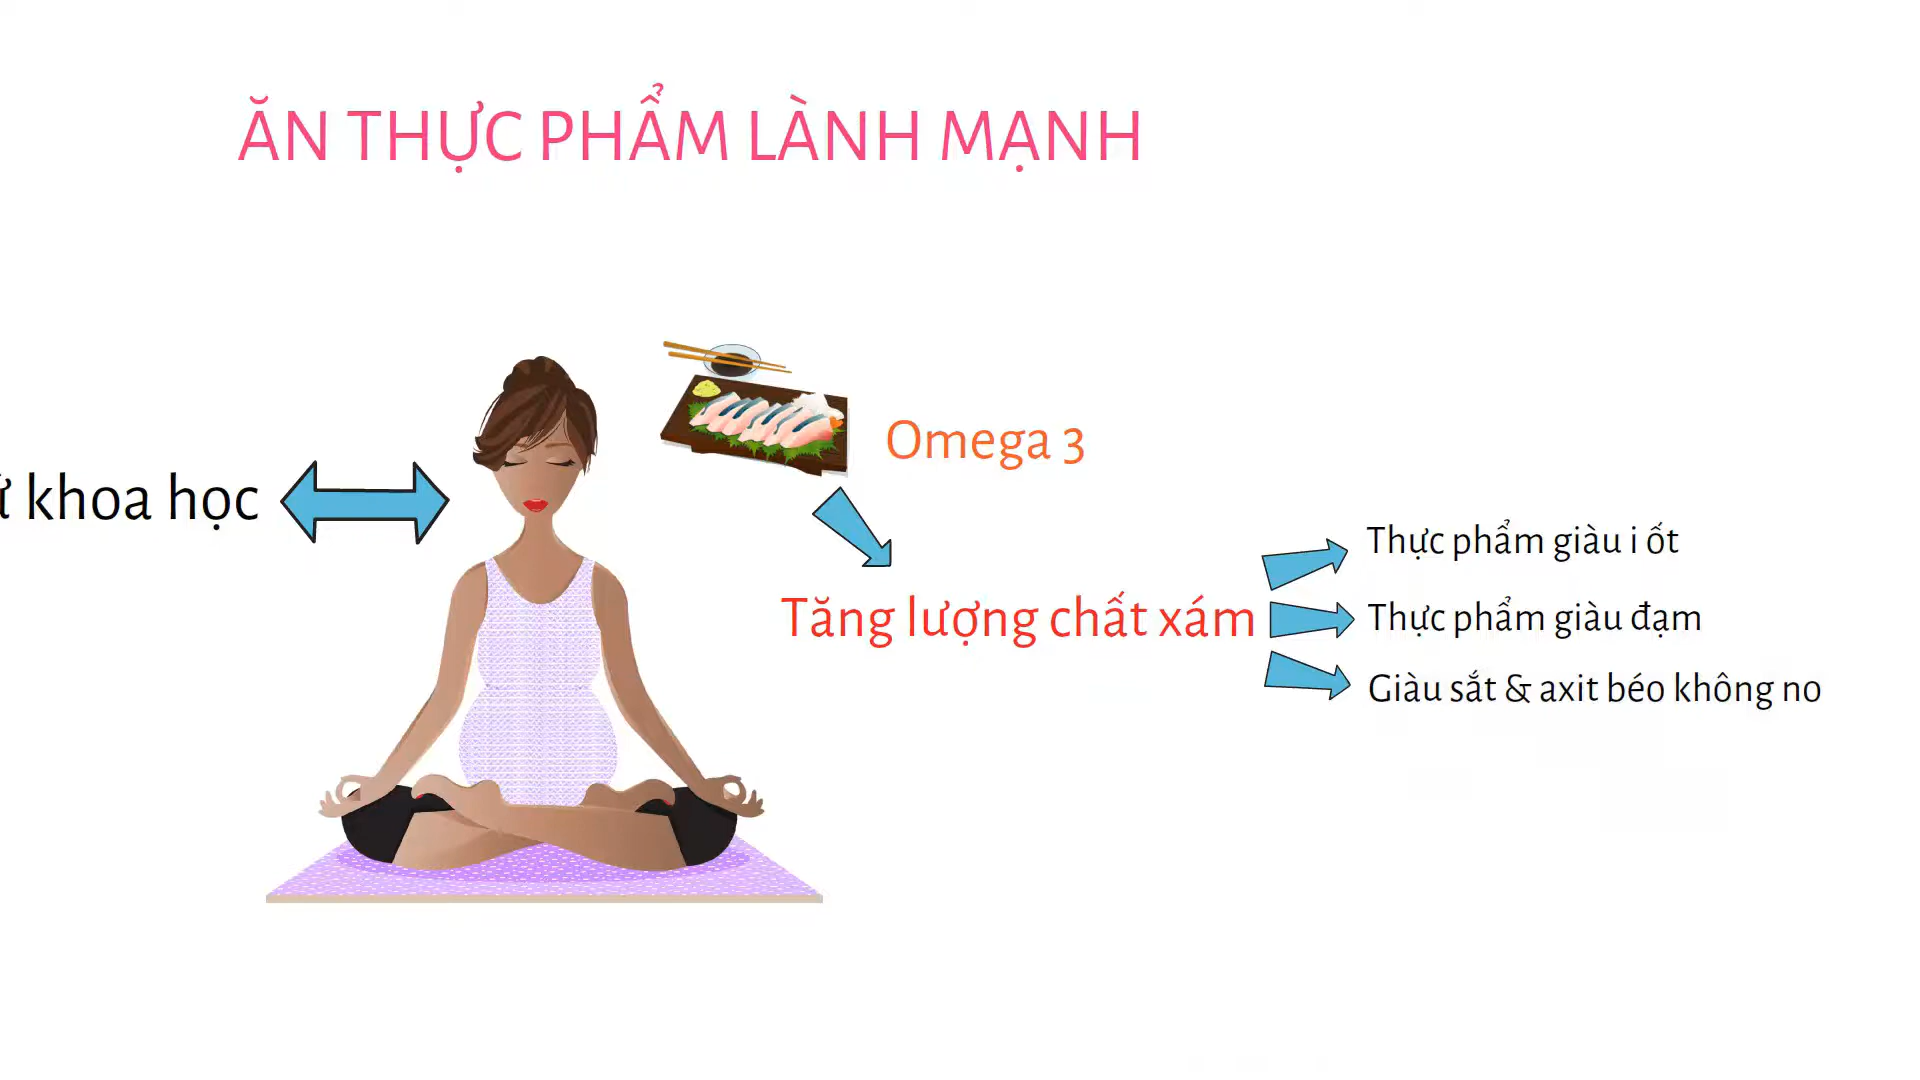 ĂN THỰC PHẨM LÀNH MẠNH
khoa học
Omega 3
Tăng lượng chất xám
Thực phẩm giàu i ốt
Thực phẩm giàu đạm
Giàu sắt & axit béo không no